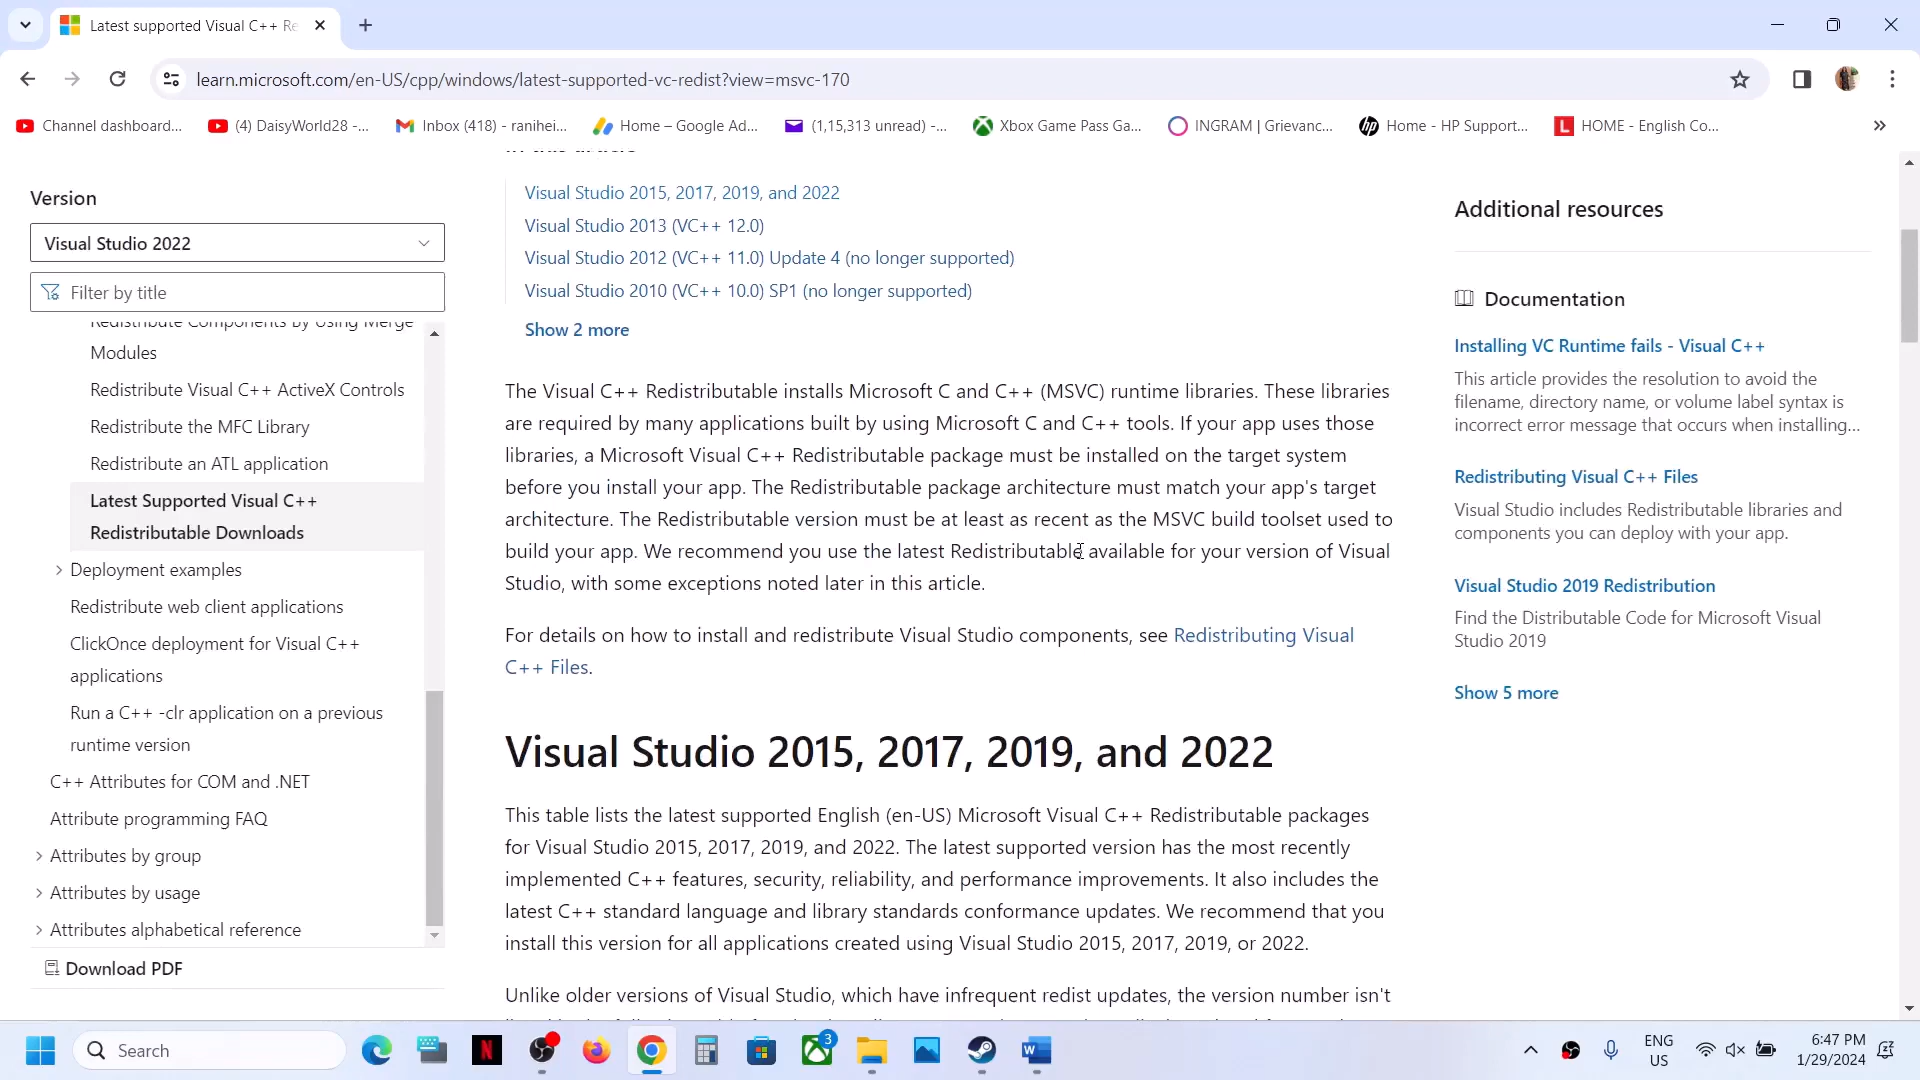 Latest supported Visual C++ Re
learn.microsoft.com/en-US/cpp/windows/latest-supported-vc-redist?view=msvc-170
Channel dashboard...
(4) DaisyWorld28 -...
Inbox (418) - ranihei...
Home – Google Ad...
(1,15,313 unread) -...
Xbox Game Pass Ga...
INGRAM | Grievanc...
Home - HP Support...
HOME - English Co...
Version
Visual Studio 2022
Filter by title
Redistribute Components By Using Merge
Modules
Redistribute Visual C++ ActiveX Controls
Redistribute the MFC Library
Redistribute an ATL application
Latest Supported Visual C++
Redistributable Downloads
Deployment examples
Redistribute web client applications
ClickOnce deployment for Visual C++
applications
Run a C++ -clr application on a previous
runtime version
C++ Attributes for COM and .NET
Attribute programming FAQ
Attributes by group
Attributes by usage
Attributes alphabetical reference
Download PDF
In this article
Visual Studio 2015, 2017, 2019, and 2022
Visual Studio 2013 (VC++ 12.0)
Visual Studio 2012 (VC++ 11.0) Update 4 (no longer supported)
Visual Studio 2010 (VC++ 10.0) SP1 (no longer supported)
Show 2 more
The Visual C++ Redistributable installs Microsoft C and C++ (MSVC) runtime libraries. These libraries
are required by many applications built by using Microsoft C and C++ tools. If your app uses those
libraries, a Microsoft Visual C++ Redistributable package must be installed on the target system
before you install your app. The Redistributable package architecture must match your app's target
architecture. The Redistributable version must be at least as recent as the MSVC build toolset used to
build your app. We recommend you use the latest Redistributable available for your version of Visual
Studio, with some exceptions noted later in this article.
For details on how to install and redistribute Visual Studio components, see Redistributing Visual
C++ Files.
Visual Studio 2015, 2017, 2019, and 2022
This table lists the latest supported English (en-US) Microsoft Visual C++ Redistributable packages
for Visual Studio 2015, 2017, 2019, and 2022. The latest supported version has the most recently
implemented C++ features, security, reliability, and performance improvements. It also includes the
latest C++ standard language and library standards conformance updates. We recommend that you
install this version for all applications created using Visual Studio 2015, 2017, 2019, or 2022.
Unlike older versions of Visual Studio, which have infrequent redist updates, the version number isn't
Additional resources
Documentation
Installing VC Runtime fails - Visual C++
This article provides the resolution to avoid the
filename, directory name, or volume label syntax is
incorrect error message that occurs when installing...
Redistributing Visual C++ Files
Visual Studio includes Redistributable libraries and
components you can deploy with your app.
Visual Studio 2019 Redistribution
Find the Distributable Code for Microsoft Visual
Studio 2019
Show 5 more
Search
3
ENG
US
6:47 PM
1/29/2024